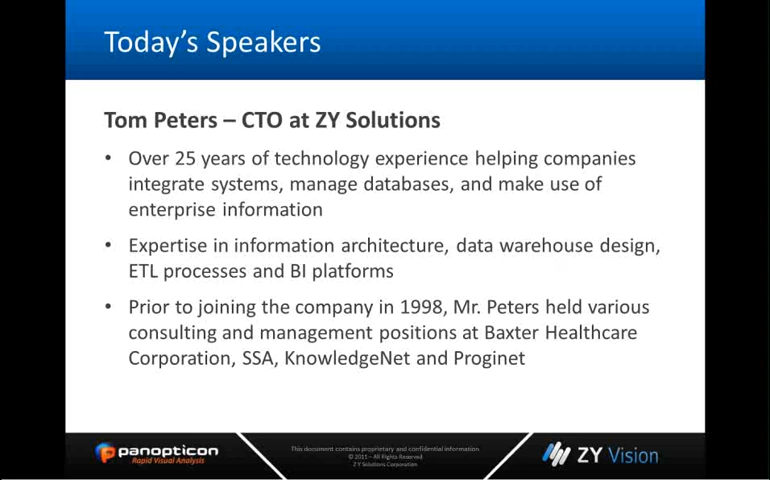 Today's Speakers
Tom Peters – CTO at ZY Solutions
• Over 25 years of technology experience helping companies
integrate systems, manage databases, and make use of
enterprise information
• Expertise in information architecture, data warehouse design,
ETL processes and BI platforms
• Prior to joining the company in 1998, Mr. Peters held various
consulting and management positions at Baxter Healthcare
Corporation, SSA, KnowledgeNet and Proginet
panopticon
Rapid Visual Analysis
This document contains proprietary and confidential information.
© 2011 – All Rights Reserved
ZY Solutions Corporation
ZY Vision